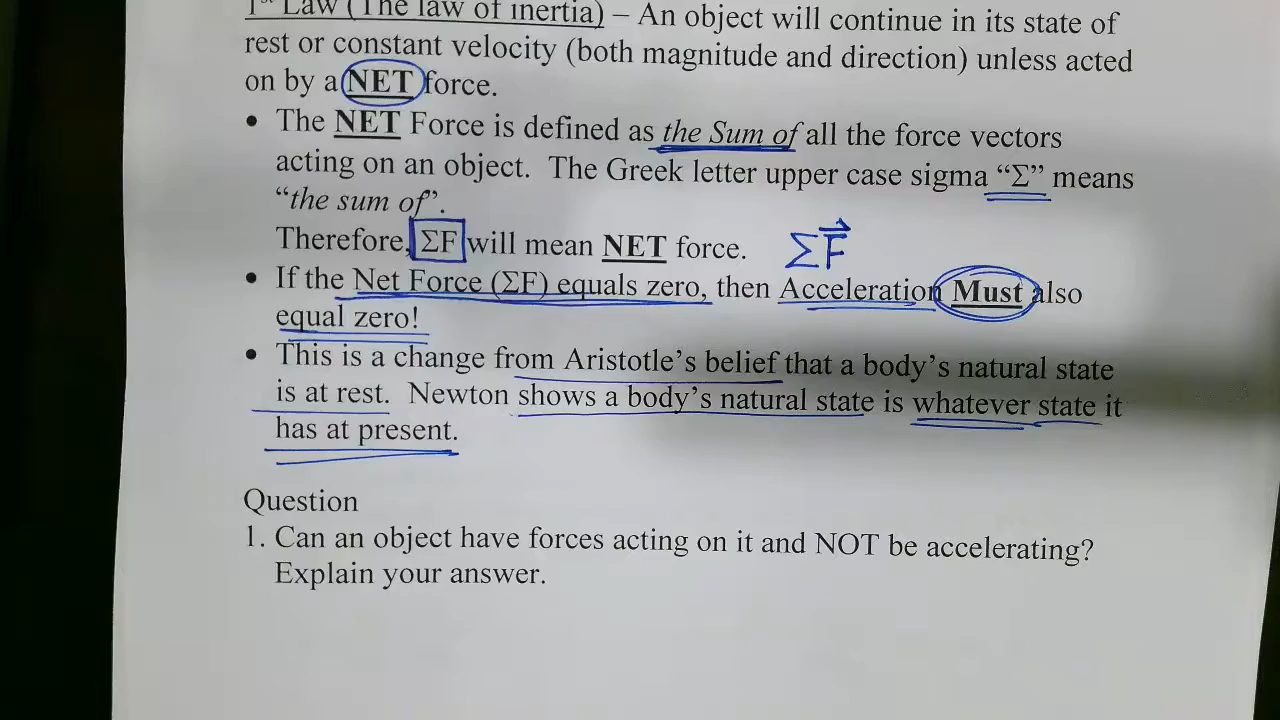 1st Law (The law of inertia) – An object will continue in its state of
rest or constant velocity (both magnitude and direction) unless acted
on by a NET force.
• The NET Force is defined as the Sum of all the force vectors
acting on an object. The Greek letter upper case sigma “Σ” means
“the sum of”.
Therefore, ΣF will mean NET force. ΣF⃗
• If the Net Force (ΣF) equals zero, then Acceleration Must also
equal zero!
• This is a change from Aristotle’s belief that a body’s natural state
is at rest. Newton shows a body’s natural state is whatever state it
has at present.
Question
1. Can an object have forces acting on it and NOT be accelerating?
Explain your answer.